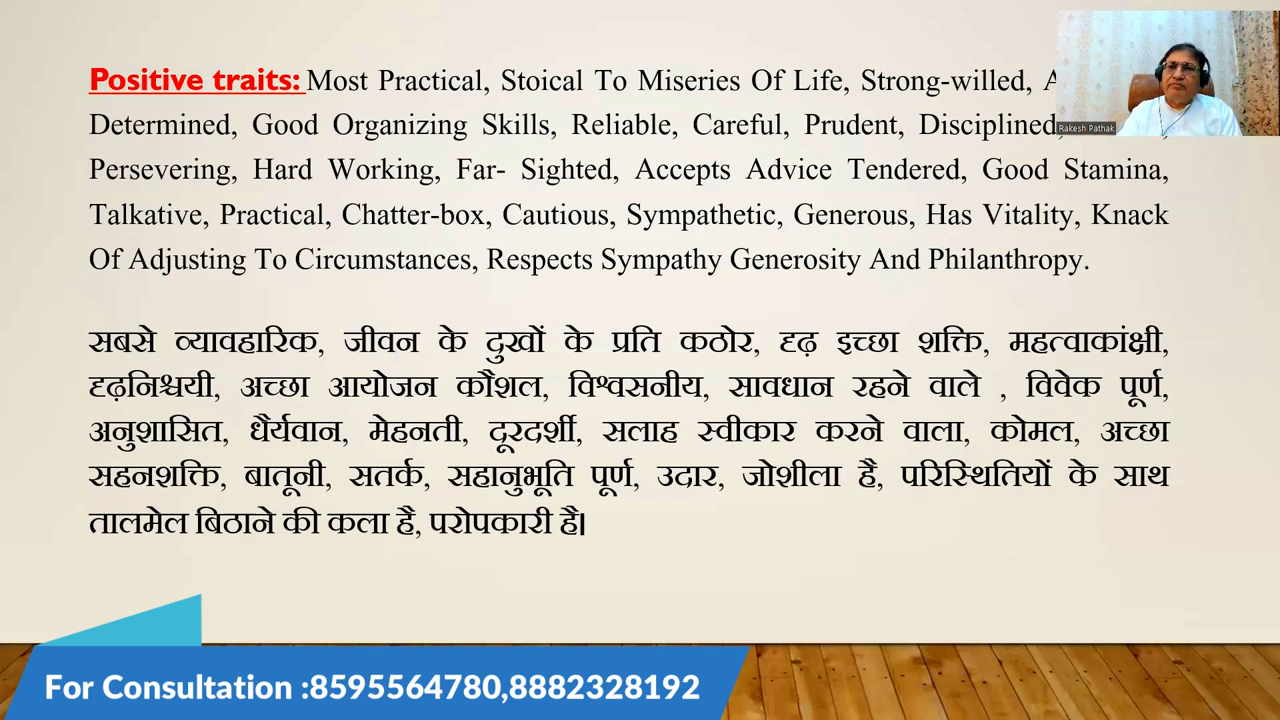 Positive traits: Most Practical, Stoical To Miseries Of Life, Strong-willed,
Determined, Good Organizing Skills, Reliable, Careful, Prudent, Disciplined,
Persevering, Hard Working, Far- Sighted, Accepts Advice Tendered, Good Stamina,
Talkative, Practical, Chatter-box, Cautious, Sympathetic, Generous, Has Vitality, Knack
Of Adjusting To Circumstances, Respects Sympathy Generosity And Philanthropy.
सबसे व्यावहारिक, जीवन के दुखों के प्रति कठोर, दृढ़ इच्छा शक्ति, महत्वाकांक्षी,
दृढ़निश्चयी, अच्छा आयोजन कौशल, विश्वसनीय, सावधान रहने वाले , विवेक पूर्ण,
अनुशासित, धैर्यवान, मेहनती, दूरदर्शी, सलाह स्वीकार करने वाला, कोमल, अच्छा
सहनशक्ति, बातूनी, सतर्क, सहानुभूति पूर्ण, उदार, जोशीला है, परिस्थितियों के साथ
तालमेल बिठाने की कला है, परोपकारी है।
Rakesh Pathak
For Consultation :8595564780,8882328192